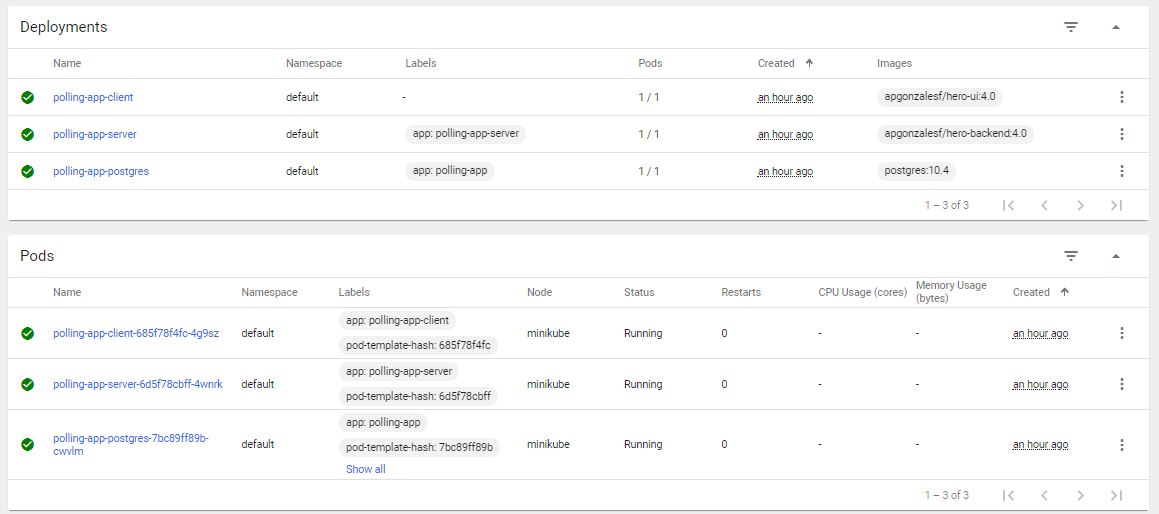 Deployments
Name Namespace Labels Pods Created Images
polling-app-client default - 1 / 1 an hour ago apgonzalesf/hero-ui:4.0
polling-app-server default app: polling-app-server 1 / 1 an hour ago apgonzalesf/hero-backend:4.0
polling-app-postgres default app: polling-app 1 / 1 an hour ago postgres:10.4
1 – 3 of 3
Pods
Name Namespace Labels Node Status Restarts CPU Usage (cores) Memory Usage
(bytes) Created
app: polling-app-client
polling-app-client-685f78f4fc-4g9sz default minikube Running 0 - - an hour ago
pod-template-hash: 685f78f4fc
app: polling-app-server
polling-app-server-6d5f78cbff-4wnrk default minikube Running 0 - - an hour ago
pod-template-hash: 6d5f78cbff
app: polling-app
polling-app-postgres-7bc89ff89b-
cwvlm default minikube Running 0 - - an hour ago
pod-template-hash: 7bc89ff89b
Show all
1 – 3 of 3